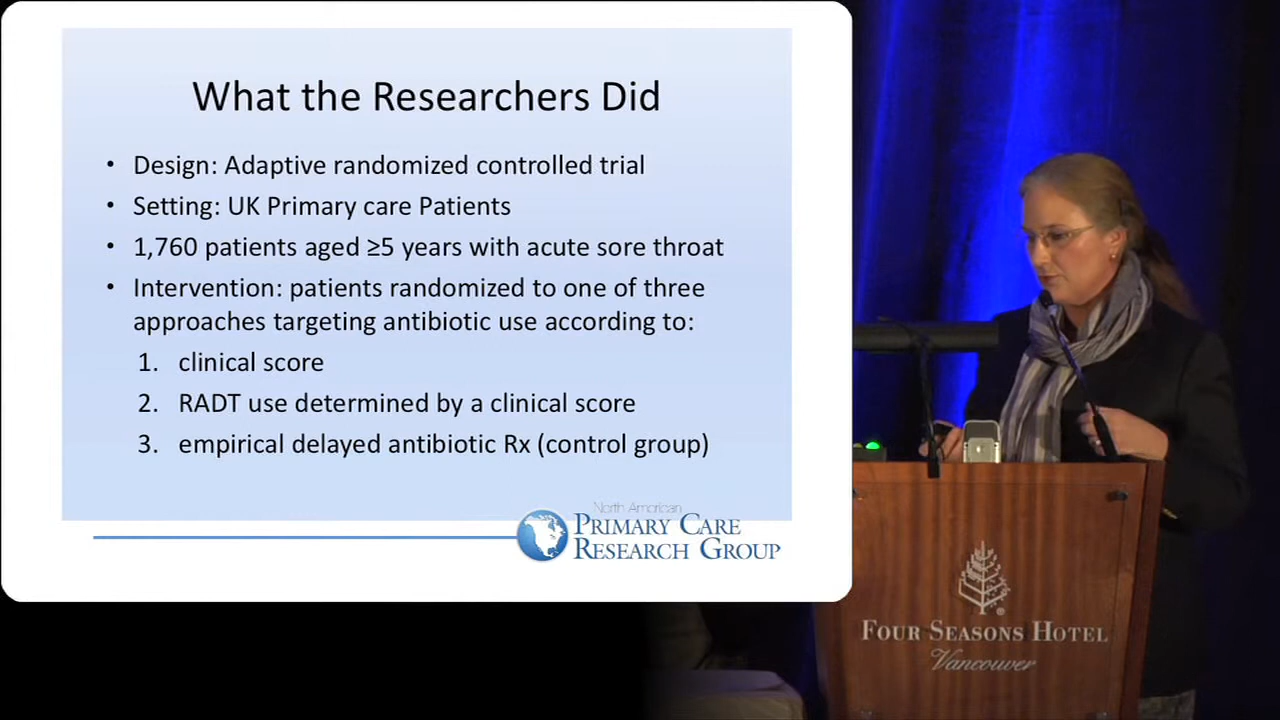 What the Researchers Did
• Design: Adaptive randomized controlled trial
• Setting: UK Primary care Patients
• 1,760 patients aged ≥5 years with acute sore throat
• Intervention: patients randomized to one of three
approaches targeting antibiotic use according to:
1. clinical score
2. RADT use determined by a clinical score
3. empirical delayed antibiotic Rx (control group)
North American
PRIMARY CARE
RESEARCH GROUP
FOUR SEASONS HOTEL
Vancouver